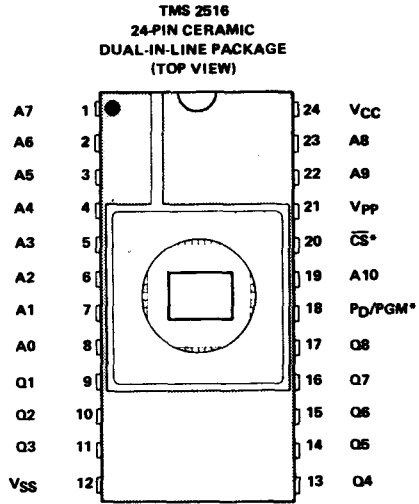 TMS 2516
24-PIN CERAMIC
DUAL-IN-LINE PACKAGE
(TOP VIEW)
A7 1 24 VCC
A6 2 23 A8
A5 3 22 A9
A4 4 21 VPP
A3 5 20 C̅S̅*
A2 6 19 A10
A1 7 18 PD/PGM*
A0 8 17 Q8
Q1 9 16 Q7
Q2 10 15 Q6
Q3 11 14 Q5
VSS 12 13 Q4